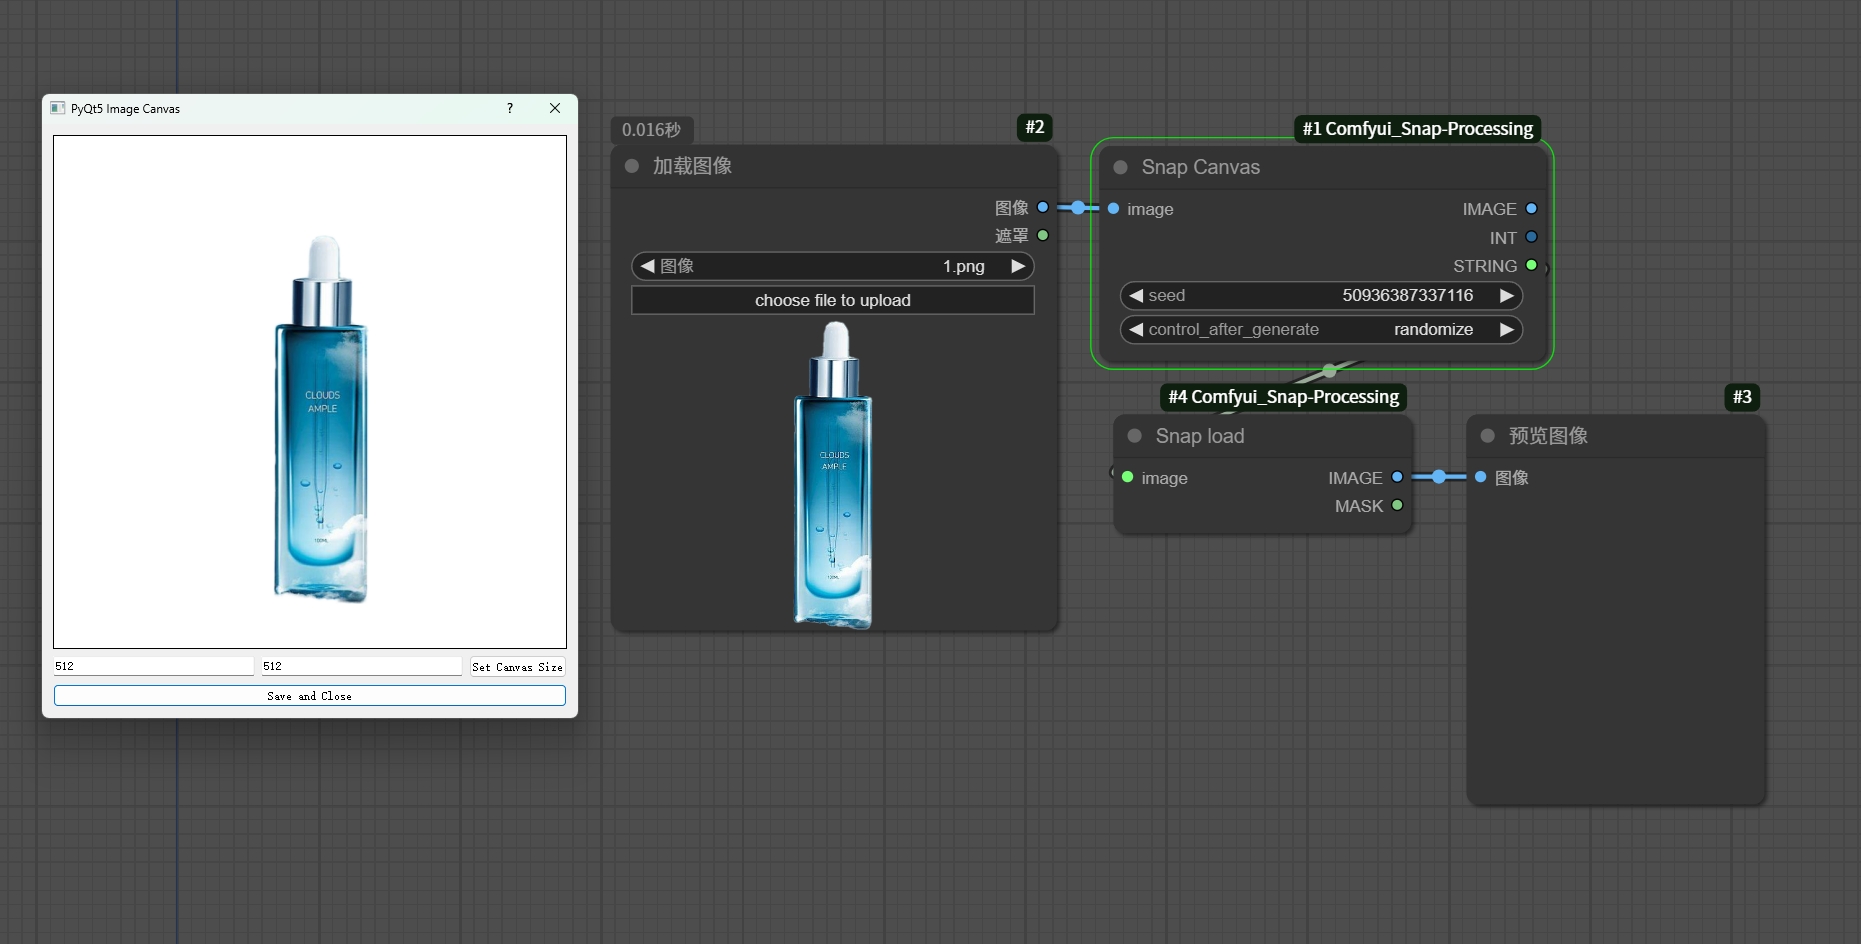 PyQt5 Image Canvas
?
CLOUDS
AMPLE
100ML
512
512
Set Canvas Size
Save and Close
0.016秒
#2
加载图像
图像
遮罩
图像
1.png
choose file to upload
CLOUDS
AMPLE
100ML
#1 Comfyui_Snap-Processing
Snap Canvas
image
IMAGE
INT
STRING
seed
50936387337116
control_after_generate
randomize
#4 Comfyui_Snap-Processing
Snap load
image
IMAGE
MASK
#3
预览图像
图像